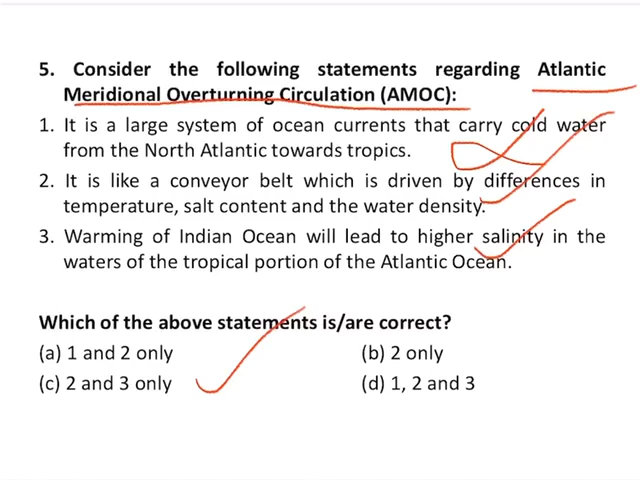 5. Consider the following statements regarding Atlantic
Meridional Overturning Circulation (AMOC):
1. It is a large system of ocean currents that carry cold water
from the North Atlantic towards tropics.
2. It is like a conveyor belt which is driven by differences in
temperature, salt content and the water density.
3. Warming of Indian Ocean will lead to higher salinity in the
waters of the tropical portion of the Atlantic Ocean.
Which of the above statements is/are correct?
(a) 1 and 2 only (b) 2 only
(c) 2 and 3 only (d) 1, 2 and 3